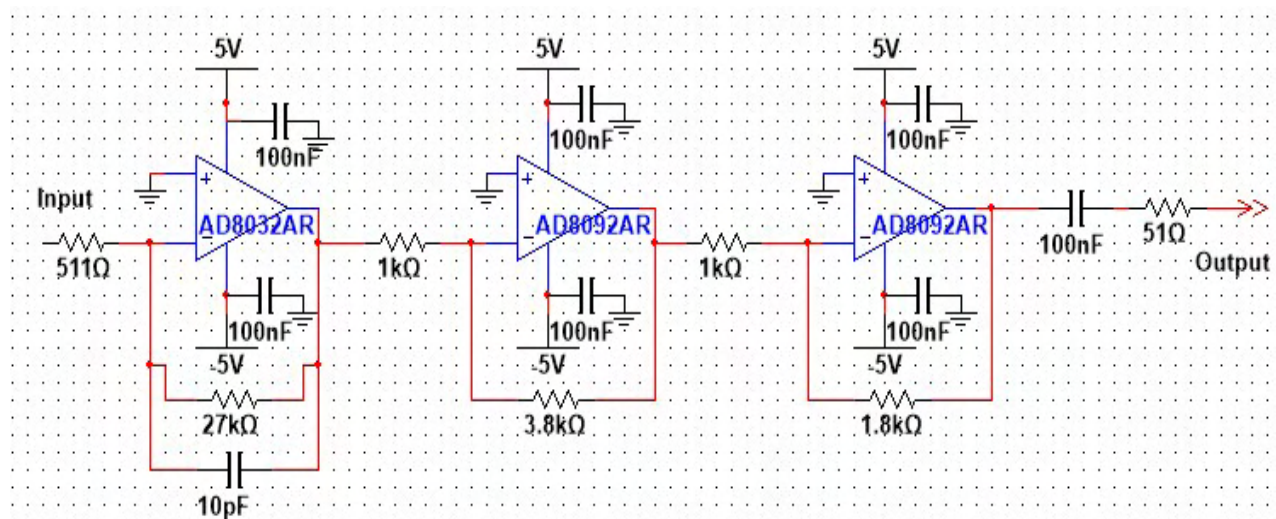 5V
5V
5V
100nF
100nF
100nF
Input
+
+
+
AD8032AR
AD8092AR
AD8092AR
-
-
-
511Ω
1kΩ
1kΩ
100nF
51Ω
Output
100nF
100nF
100nF
-5V
-5V
-5V
27kΩ
3.8kΩ
1.8kΩ
10pF